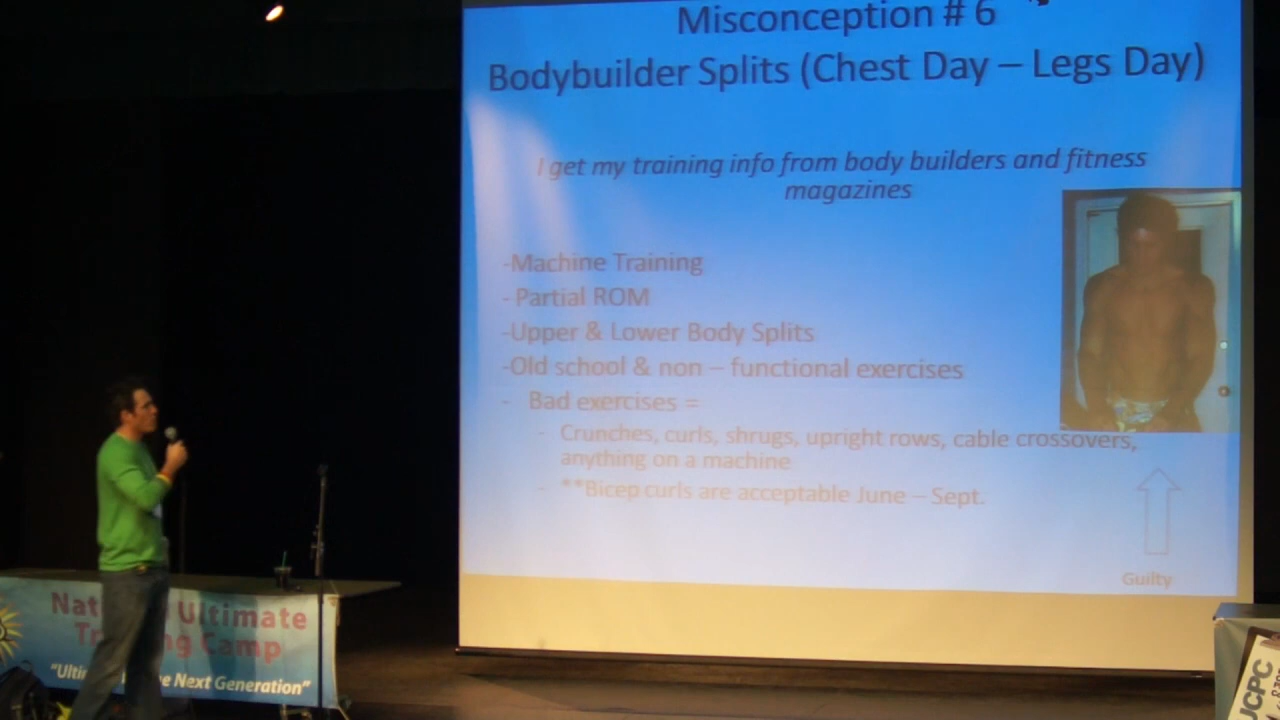 Misconception # 6
Bodybuilder Splits (Chest Day – Legs Day)
I get my training info from body builders and fitness
magazines
-Machine Training
- Partial ROM
-Upper & Lower Body Splits
-Old school & non – functional exercises
- Bad exercises =
- Crunches, curls, shrugs, upright rows, cable crossovers,
anything on a machine
- **Bicep curls are acceptable June – Sept.
Guilty
Ultimate
Camp
Next Generation”
UCPC